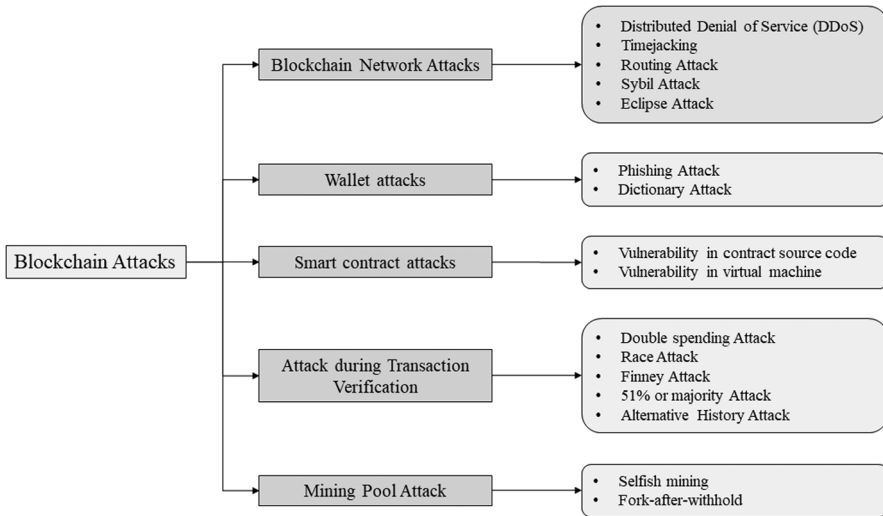 Blockchain Attacks
Blockchain Network Attacks
• Distributed Denial of Service (DDoS)
• Timejacking
• Routing Attack
• Sybil Attack
• Eclipse Attack
Wallet attacks
• Phishing Attack
• Dictionary Attack
Smart contract attacks
• Vulnerability in contract source code
• Vulnerability in virtual machine
Attack during Transaction
Verification
• Double spending Attack
• Race Attack
• Finney Attack
• 51% or majority Attack
• Alternative History Attack
Mining Pool Attack
• Selfish mining
• Fork-after-withhold